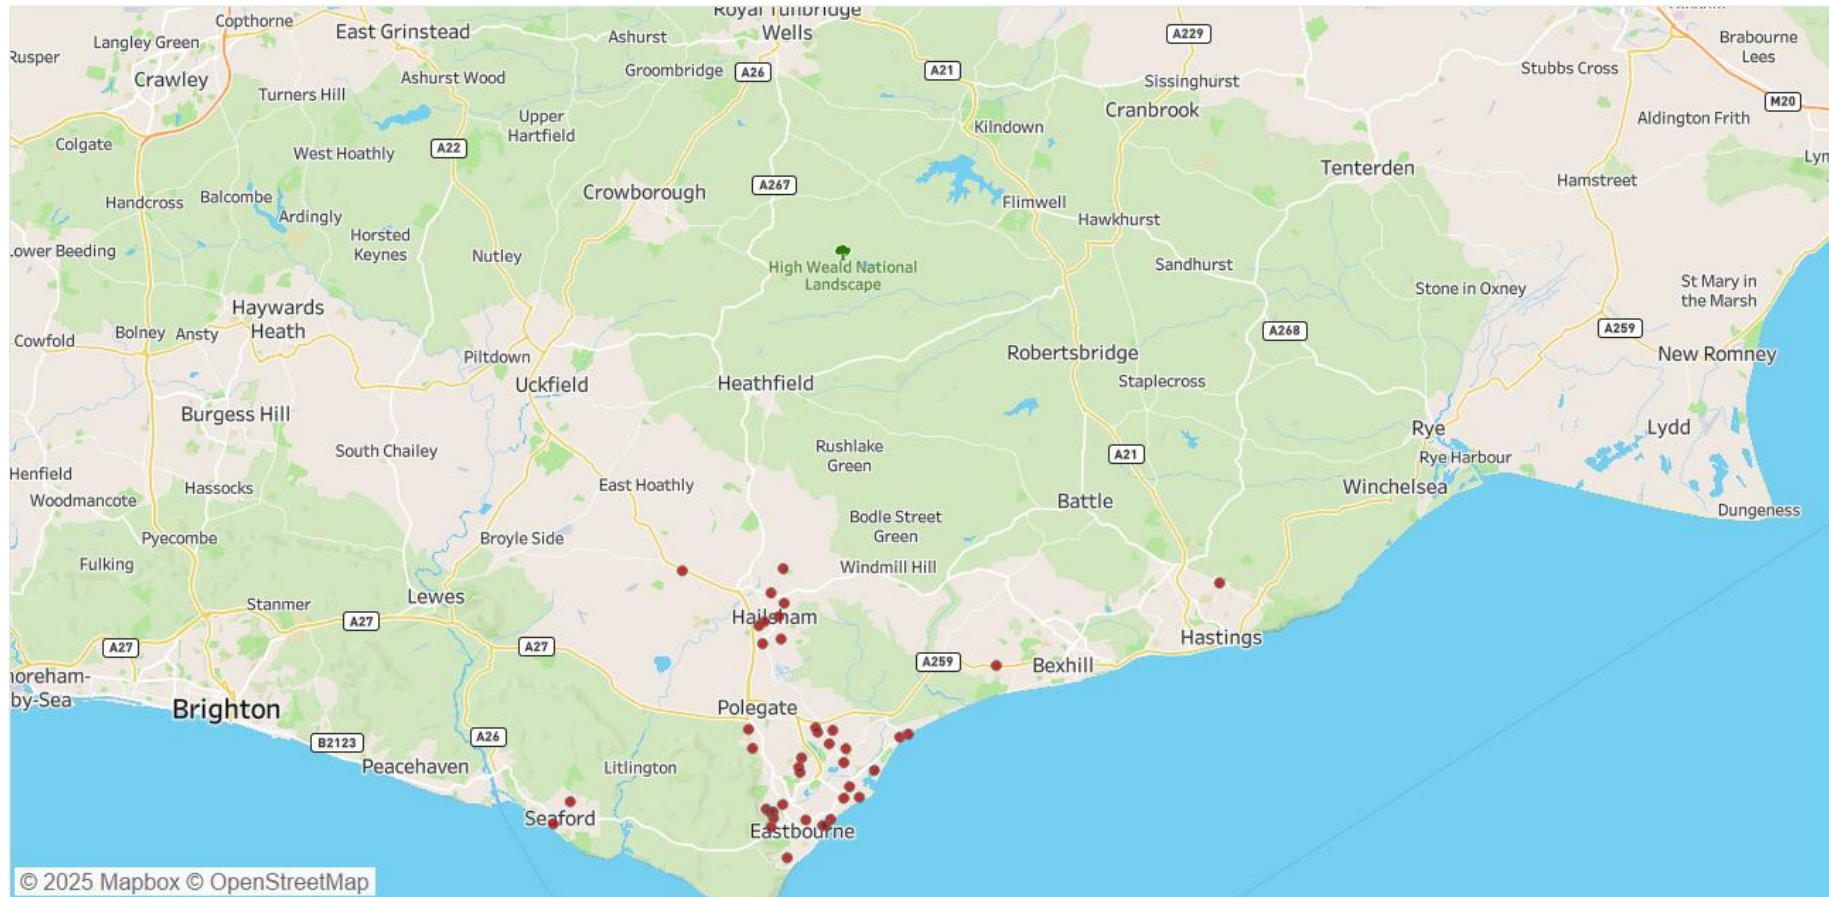 Copthorne
Royal Tunbridge
Wells
East Grinstead
Langley Green
Ashurst
A229
Brabourne
Lees
Rusper
Crawley
Ashurst Wood
Groombridge
A26
A21
Sissinghurst
Stubbs Cross
Turners Hill
Upper
Hartfield
Kilndown
Cranbrook
M20
Aldington Frith
Colgate
West Hoathly
A22
Tenterden
Hamstreet
Handcross
Balcombe
Ardingly
Crowborough
A267
Flimwell
Hawkhurst
Lower Beeding
Horsted
Keynes
Nutley
High Weald National
Landscape
Sandhurst
Stone in Oxney
St Mary in
the Marsh
Haywards
Heath
Cowfold
Bolney
Ansty
A268
A259
Piltdown
Robertsbridge
New Romney
Uckfield
Heathfield
Staplecross
Burgess Hill
South Chailey
Rushlake
Green
A21
Rye
Lydd
Henfield
Woodmancote
Hassocks
East Hoathly
Battle
Rye Harbour
Winchelsea
Dungeness
Pyecombe
Broyle Side
Bodle Street
Green
Fulking
Windmill Hill
Stanmer
Lewes
A27
Hailsham
Hastings
A27
A27
A259
Bexhill
horeham-
by-Sea
Brighton
Polegate
B2123
A26
Peacehaven
Litlington
Seaford
Eastbourne
© 2025 Mapbox © OpenStreetMap